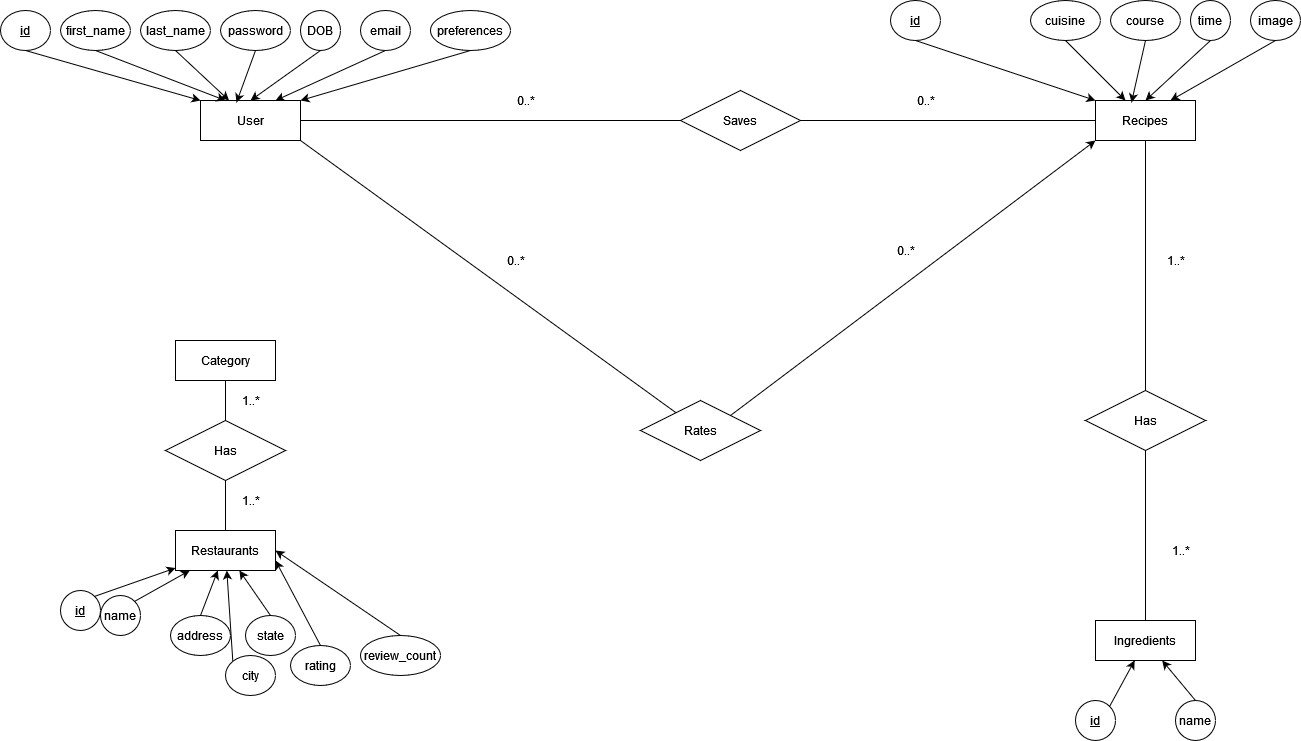 id
first_name
last_name
password
DOB
email
preferences
id
cuisine
course
time
image
User
0..*
Saves
0..*
Recipes
0..*
0..*
1..*
Category
1..*
Has
1..*
Rates
Has
Restaurants
1..*
id
name
address
city
state
rating
review_count
Ingredients
id
name